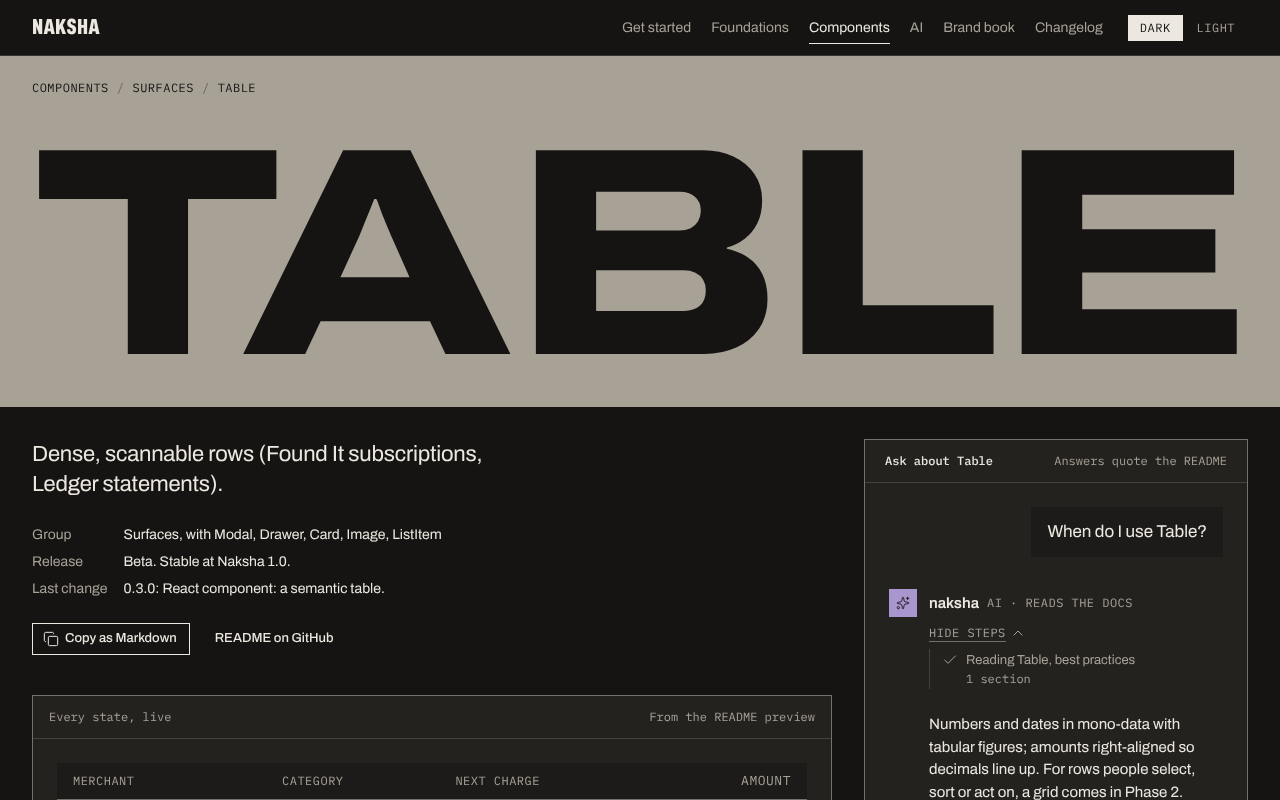 NAKSHA
Get started Foundations Components AI Brand book Changelog DARK LIGHT
COMPONENTS / SURFACES / TABLE
TABLE
Dense, scannable rows (Found It subscriptions,
Ledger statements).
Group Surfaces, with Modal, Drawer, Card, Image, ListItem
Release Beta. Stable at Naksha 1.0.
Last change 0.3.0: React component: a semantic table.
Copy as Markdown README on GitHub
Every state, live From the README preview
MERCHANT CATEGORY NEXT CHARGE AMOUNT
Ask about Table Answers quote the README
When do I use Table?
naksha AI · READS THE DOCS
HIDE STEPS
Reading Table, best practices
1 section
Numbers and dates in mono-data with
tabular figures; amounts right-aligned so
decimals line up. For rows people select,
sort or act on, a grid comes in Phase 2.